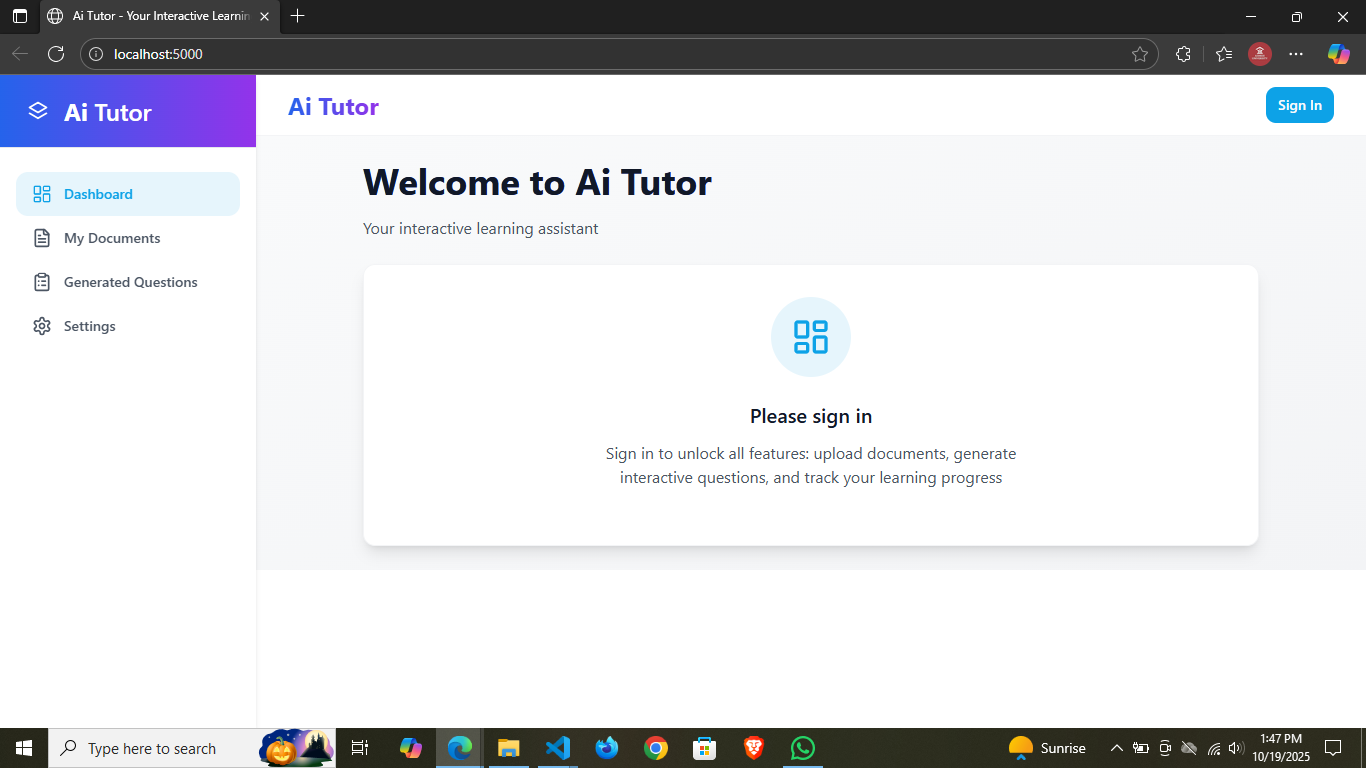 Ai Tutor - Your Interactive Learnin
localhost:5000
Ai Tutor
Ai Tutor
Sign In
Dashboard
My Documents
Generated Questions
Settings
Welcome to Ai Tutor
Your interactive learning assistant
Please sign in
Sign in to unlock all features: upload documents, generate
interactive questions, and track your learning progress
Type here to search
Sunrise
1:47 PM
10/19/2025